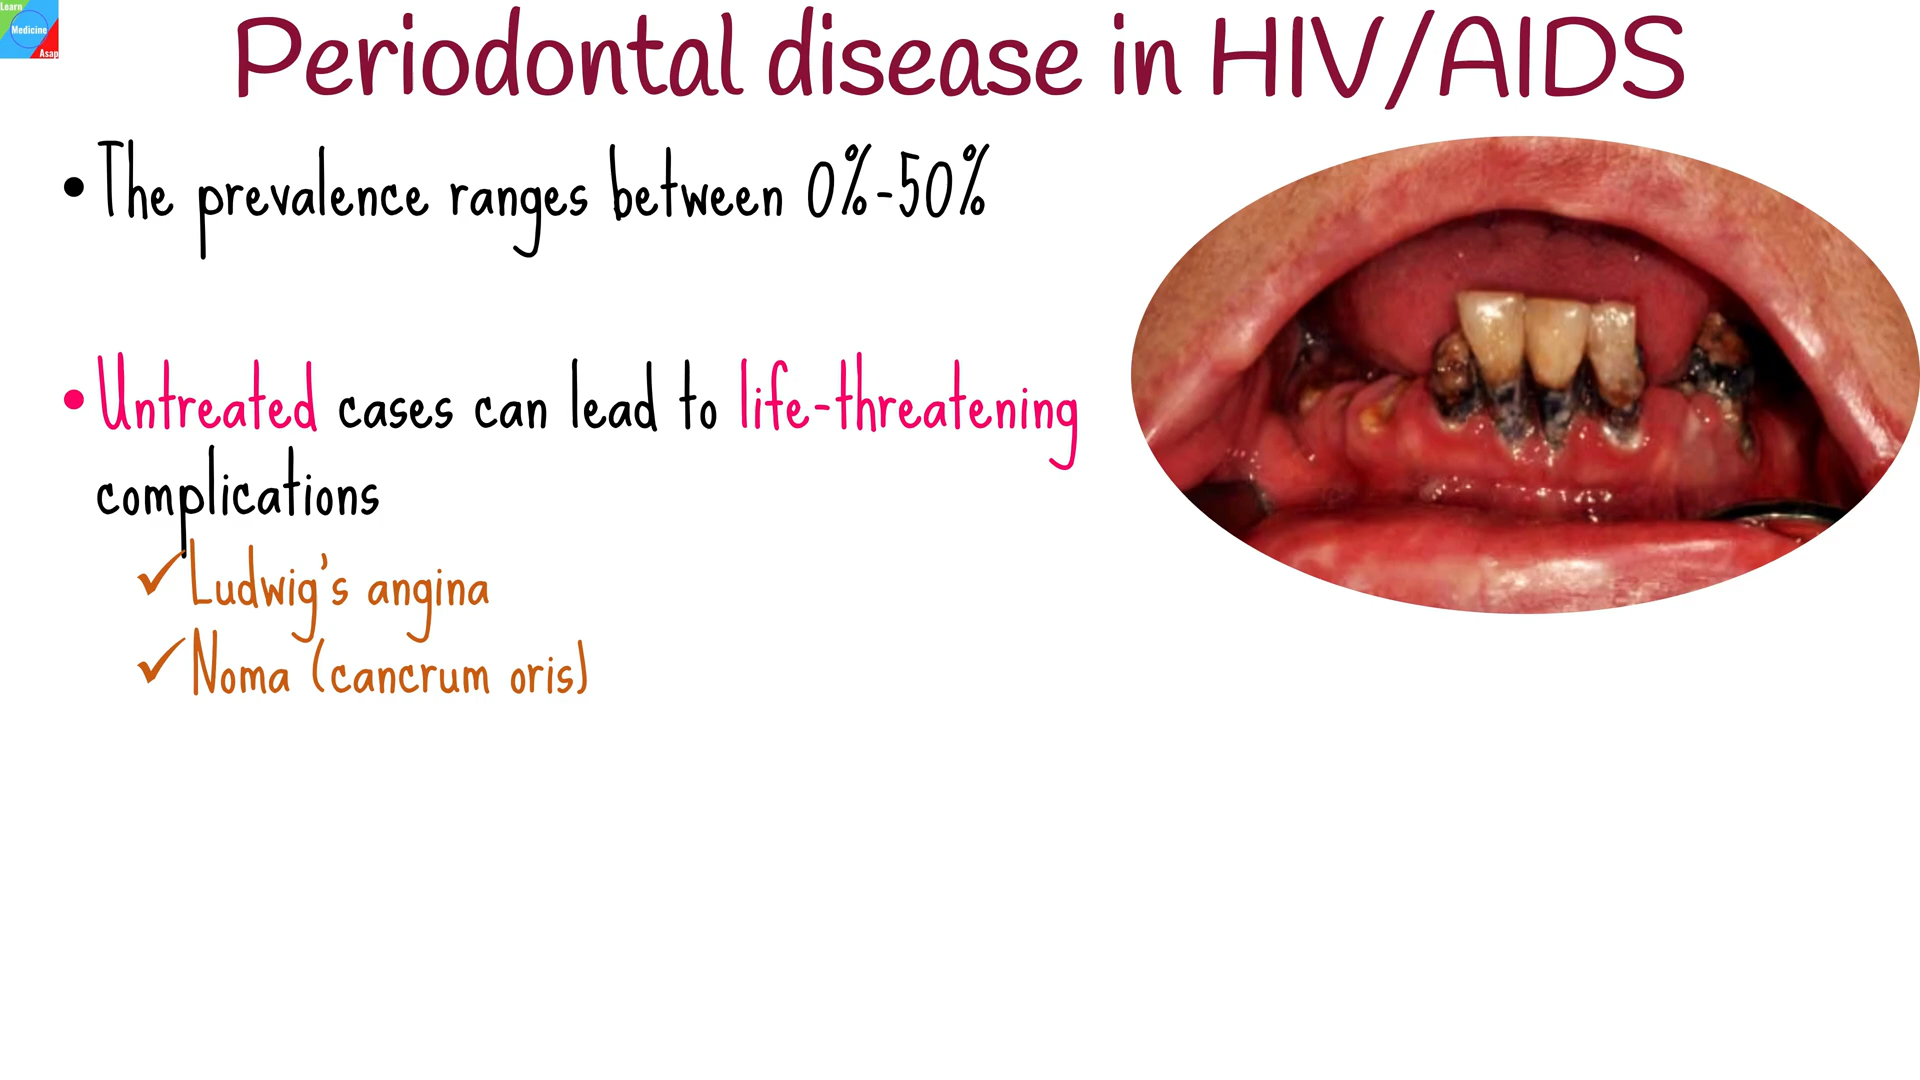 Learn
Medicine
Asap
Periodontal disease in HIV/AIDS
• The prevalence ranges between 0%-50%
• Untreated cases can lead to life-threatening
complications
✓ Ludwig's angina
✓ Noma (cancrum oris)